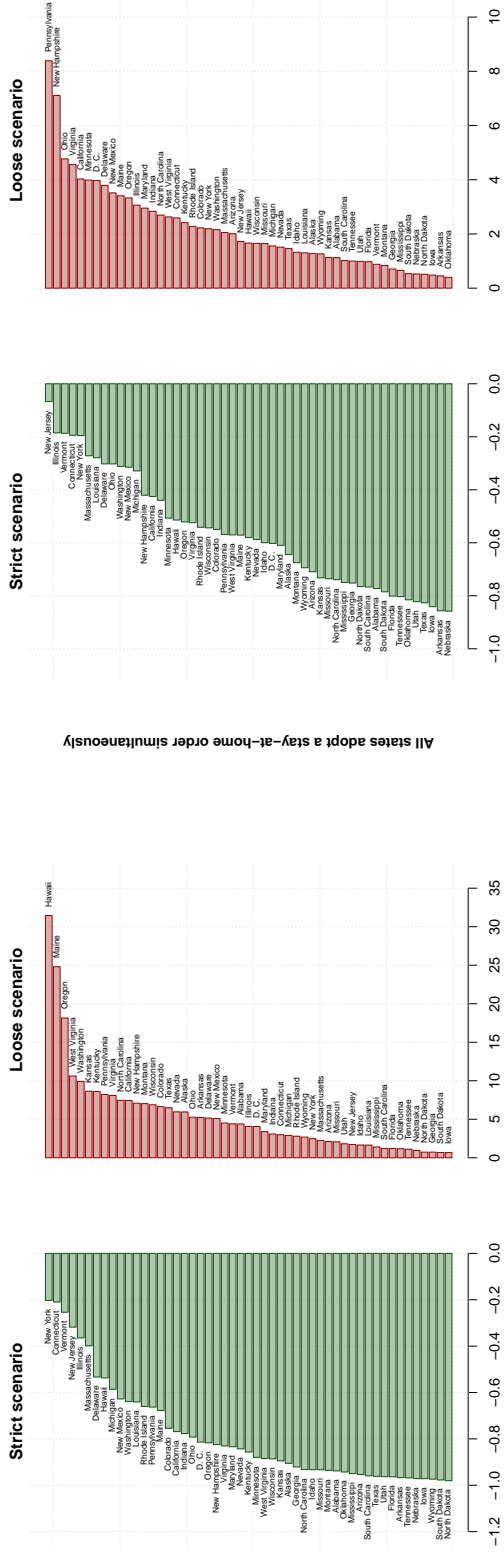 Strict scenario
New York
Connecticut
Vermont
New Jersey
Illinois
Massachusetts
Delaware
Hawaii
Michigan
New Mexico
Washington
Louisiana
Rhode Island
Pennsylvania
Maine
Colorado
California
Indiana
Ohio
D. C.
Oregon
New Hampshire
Virginia
Maryland
Nevada
Kentucky
Minnesota
West Virginia
Wisconsin
Kansas
Alaska
Georgia
North Carolina
Idaho
Missouri
Montana
Alabama
Oklahoma
Mississippi
Arizona
South Carolina
Texas
Utah
Florida
Arkansas
Tennessee
Nebraska
Iowa
Wyoming
South Dakota
North Dakota
−1.2 −1.0 −0.8 −0.6 −0.4 −0.2 0.0
Loose scenario
Hawaii
Maine
Oregon
West Virginia
Washington
Kansas
Kentucky
Pennsylvania
Virginia
North Carolina
California
New Hampshire
Montana
Wisconsin
Colorado
Texas
Nevada
Alaska
Ohio
Arkansas
Delaware
New Mexico
Minnesota
Vermont
Alabama
Illinois
D. C.
Maryland
Indiana
Connecticut
Michigan
Rhode Island
Wyoming
New York
Massachusetts
Arizona
Missouri
Utah
New Jersey
Idaho
Louisiana
Mississippi
South Carolina
Florida
Oklahoma
Tennessee
Nebraska
North Dakota
Georgia
South Dakota
Iowa
0 5 10 15 20 25 30 35
All states adopt a stay−at−home order simultaneously
Strict scenario
New Jersey
Illinois
Vermont
Connecticut
New York
Massachusetts
Louisiana
Delaware
Ohio
Washington
New Mexico
Michigan
New Hampshire
California
Indiana
Minnesota
Hawaii
Oregon
Virginia
Rhode Island
Wisconsin
Colorado
Pennsylvania
West Virginia
Maine
Kentucky
Nevada
Idaho
D. C.
Maryland
Alaska
Montana
Wyoming
Arizona
Kansas
Missouri
North Carolina
Mississippi
Georgia
North Dakota
South Carolina
Alabama
South Dakota
Florida
Tennessee
Oklahoma
Utah
Texas
Iowa
Arkansas
Nebraska
−1.0 −0.8 −0.6 −0.4 −0.2 0.0
Loose scenario
Pennsylvania
New Hampshire
Ohio
Virginia
California
Minnesota
D. C.
Delaware
New Mexico
Maine
Oregon
Illinois
Maryland
Indiana
North Carolina
West Virginia
Connecticut
Kentucky
Rhode Island
Colorado
New York
Washington
Massachusetts
Arizona
New Jersey
Hawaii
Wisconsin
Missouri
Michigan
Nevada
Texas
Idaho
Louisiana
Alaska
Wyoming
Kansas
Alabama
South Carolina
Tennessee
Utah
Florida
Vermont
Montana
Georgia
Mississippi
South Dakota
Nebraska
North Dakota
Iowa
Arkansas
Oklahoma
0 2 4 6 8 10